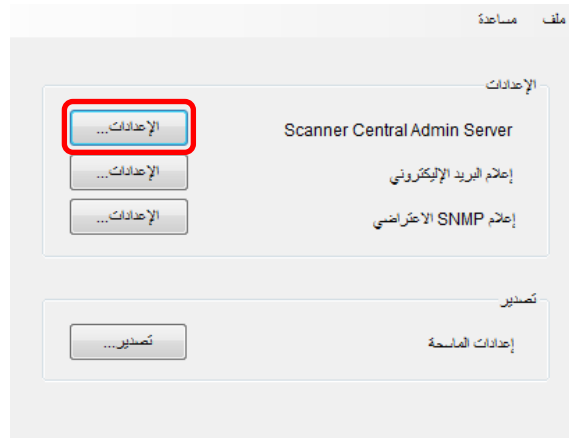 ملف مساعدة
الإعدادات
Scanner Central Admin Server الإعدادات...
إعلام البريد الإليكتروني الإعدادات...
إعلام SNMP الاعتراضي الإعدادات...
تصدير
إعدادات الماسحة تصدير...